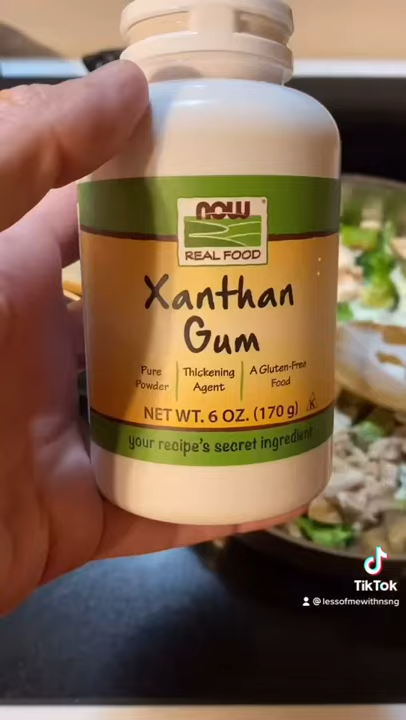 NOW
REAL FOOD
Xanthan
Gum
Pure
Powder
Thickening
Agent
A Gluten-Free
Food
NET WT. 6 OZ. (170 g)
K
your recipe's secret ingredient
TikTok
@lessofmewithnsng